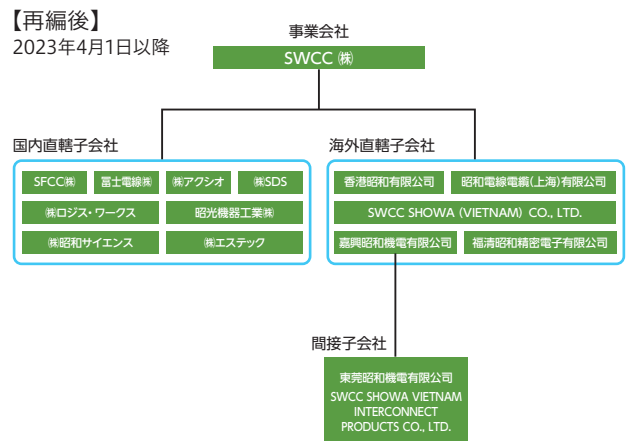 【再編後】
2023年4月1日以降
事業会社
SWCC ㈱
国内直轄子会社
海外直轄子会社
SFCC㈱
冨士電線㈱
㈱アクシオ
㈱SDS
香港昭和有限公司
昭和電線電纜(上海)有限公司
㈱ロジス・ワークス
昭光機器工業㈱
SWCC SHOWA (VIETNAM) CO., LTD.
㈱昭和サイエンス
㈱エステック
嘉興昭和機電有限公司
福清昭和精密電子有限公司
間接子会社
東莞昭和機電有限公司
SWCC SHOWA VIETNAM
INTERCONNECT
PRODUCTS CO., LTD.